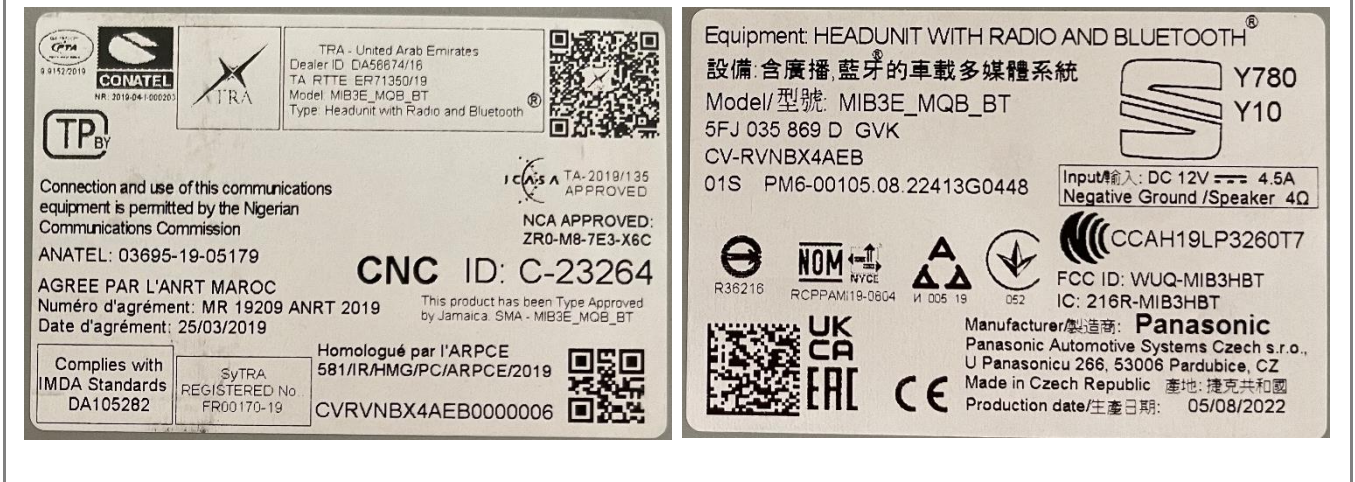 CPTA
9.9152/2019
CONATEL
NR: 2019-04-I-000203
TRA
TRA - United Arab Emirates
Dealer ID DA56674/16
TA RTTE ER71350/19
Model: MIB3E_MQB_BT
Type: Headunit with Radio and Bluetooth ®
TP BY
ICASA TA-2019/135
APPROVED
Connection and use of this communications
equipment is permitted by the Nigerian
Communications Commission
NCA APPROVED:
ZR0-M8-7E3-X6C
ANATEL: 03695-19-05179
CNC ID: C-23264
AGREE PAR L'ANRT MAROC
Numéro d'agrément: MR 19209 ANRT 2019
Date d'agrément: 25/03/2019
This product has been Type Approved
by Jamaica. SMA - MIB3E_MQB_BT
Complies with
IMDA Standards
DA105282
SyTRA
REGISTERED No.
FR00170-19
Homologué par l'ARPCE
581/IR/HMG/PC/ARPCE/2019
CVRVNBX4AEB0000006
Equipment: HEADUNIT WITH RADIO AND BLUETOOTH®
設備:含廣播,藍牙®的車載多媒體系統
Model/型號: MIB3E_MQB_BT
5FJ 035 869 D GVK
CV-RVNBX4AEB
01S PM6-00105.08.22413G0448
Y780
Y10
Input/輸入: DC 12V 4.5A
Negative Ground /Speaker 4Ω
R36216
NOM NYCE
RCPPAMi19-0604
И 005 19
052
CCAH19LP3260T7
FCC ID: WUQ-MIB3HBT
IC: 216R-MIB3HBT
UK
CA
EAC
CE
Manufacturer/製造商: Panasonic
Panasonic Automotive Systems Czech s.r.o.,
U Panasonicu 266, 53006 Pardubice, CZ
Made in Czech Republic 產地: 捷克共和國
Production date/生產日期: 05/08/2022